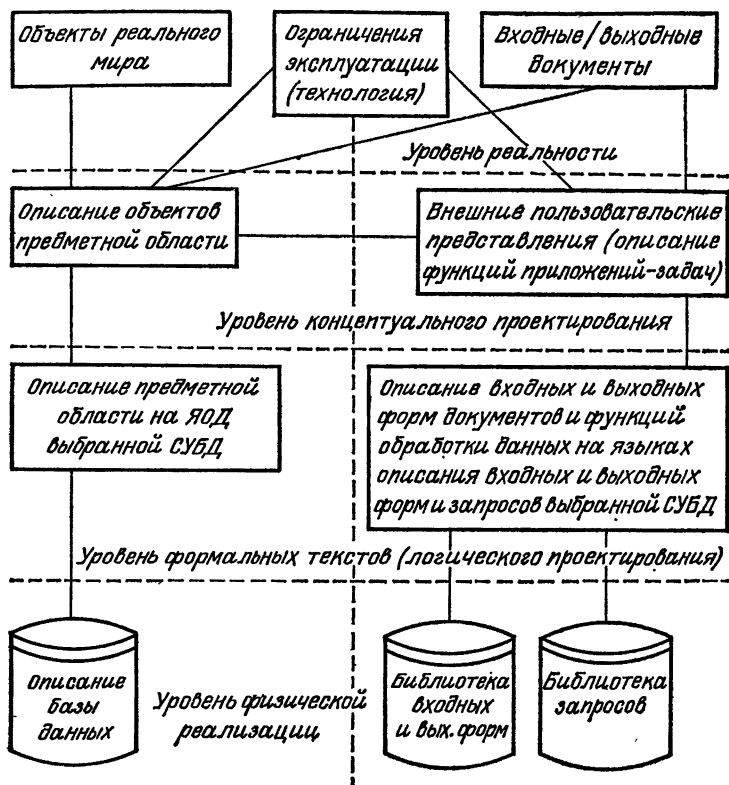 Объекты реального
мира
Ограничения
эксплуатации
(технология)
Входные/выходные
документы
Уровень реальности
Описание объектов
предметной области
Внешние пользовательские
представления (описание
функций приложений-задач)
Уровень концептуального проектирования
Описание предметной
области на ЯОД
выбранной СУБД
Описание входных и выходных
форм документов и функций
обработки данных на языках
описания входных и выходных
форм и запросов выбранной СУБД
Уровень формальных текстов (логического проектирования)
Описание
базы
данных
Уровень физической
реализации
Библиотека
входных
и вых. форм
Библиотека
запросов